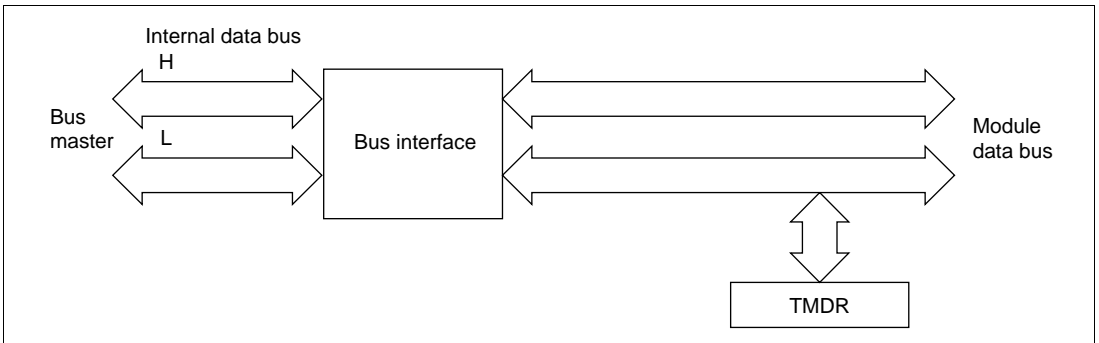 Internal data bus
H
Bus
master
L
Bus interface
Module
data bus
TMDR